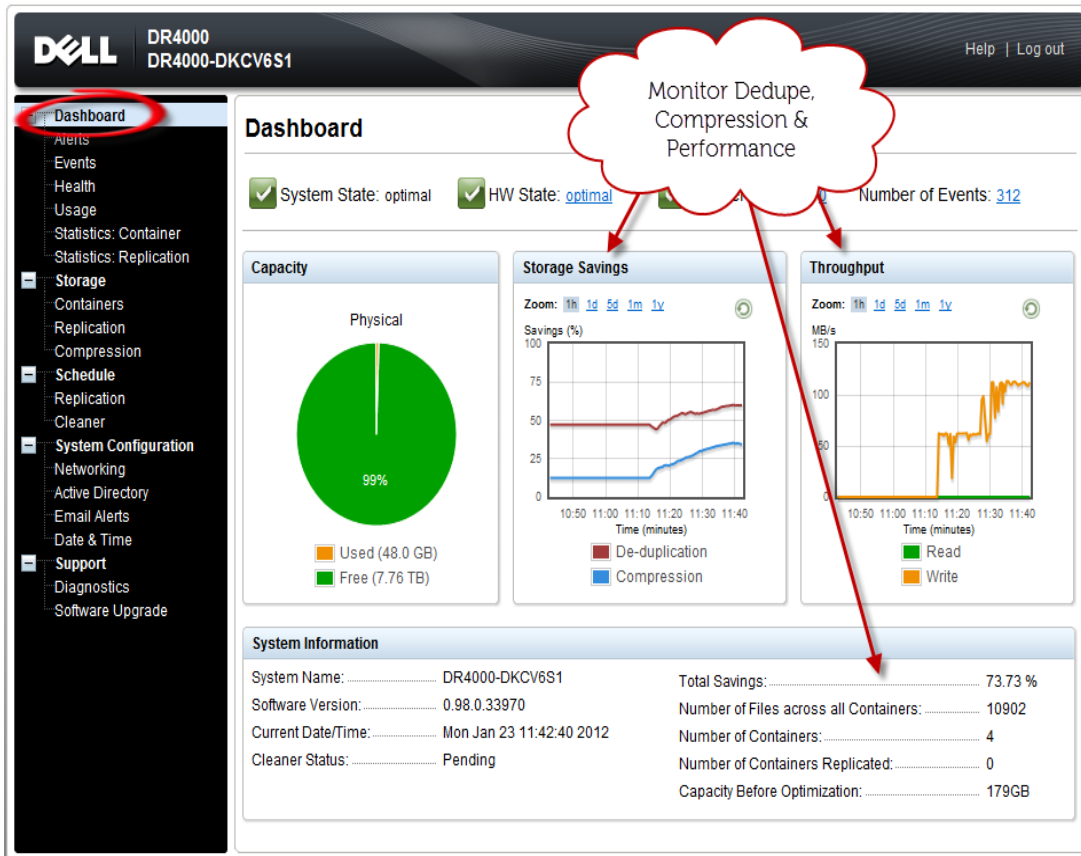 DELL
DR4000
DR4000-DKCV6S1
Help | Log out
Monitor Dedupe,
Compression &
Performance
Dashboard
Alerts
Events
Health
Usage
Statistics: Container
Statistics: Replication
Storage
Containers
Replication
Compression
Schedule
Replication
Cleaner
System Configuration
Networking
Active Directory
Email Alerts
Date & Time
Support
Diagnostics
Software Upgrade
Dashboard
System State: optimal
HW State: optimal
Number of Events: 312
Capacity
Physical
99%
Used (48.0 GB)
Free (7.76 TB)
Storage Savings
Zoom: 1h 1d 5d 1m 1y
Savings (%)
100
75
50
25
0
10:50 11:00 11:10 11:20 11:30 11:40
Time (minutes)
De-duplication
Compression
Throughput
Zoom: 1h 1d 5d 1m 1y
MB/s
150
100
50
0
10:50 11:00 11:10 11:20 11:30 11:40
Time (minutes)
Read
Write
System Information
System Name: DR4000-DKCV6S1
Software Version: 0.98.0.33970
Current Date/Time: Mon Jan 23 11:42:40 2012
Cleaner Status: Pending
Total Savings: 73.73 %
Number of Files across all Containers: 10902
Number of Containers: 4
Number of Containers Replicated: 0
Capacity Before Optimization: 179GB